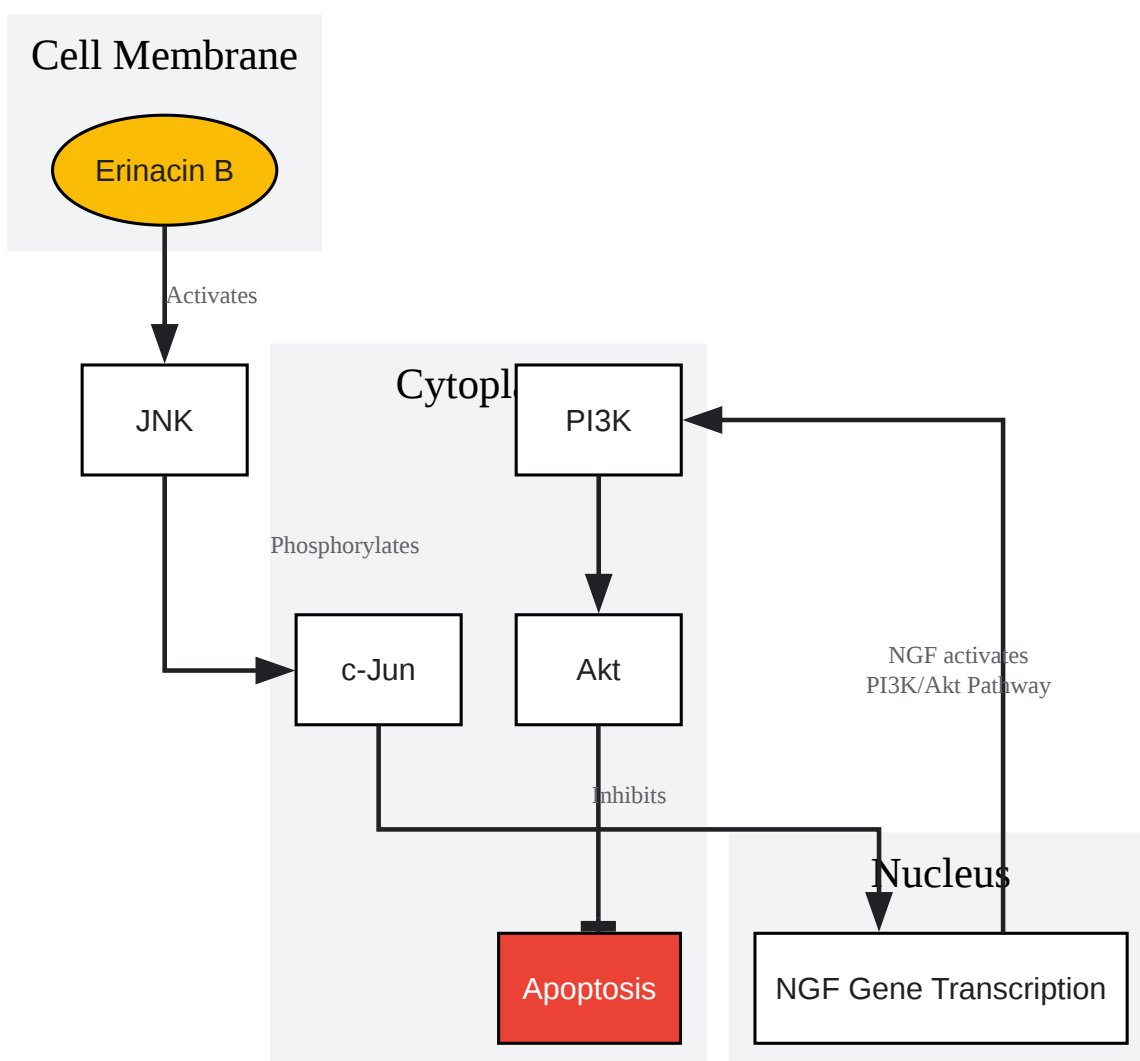 Cell Membrane
Erinacin B
Activates
JNK
PI3K
Phosphorylates
c-Jun
Akt
NGF activates
PI3K/Akt Pathway
Inhibits
Nucleus
Apoptosis
NGF Gene Transcription